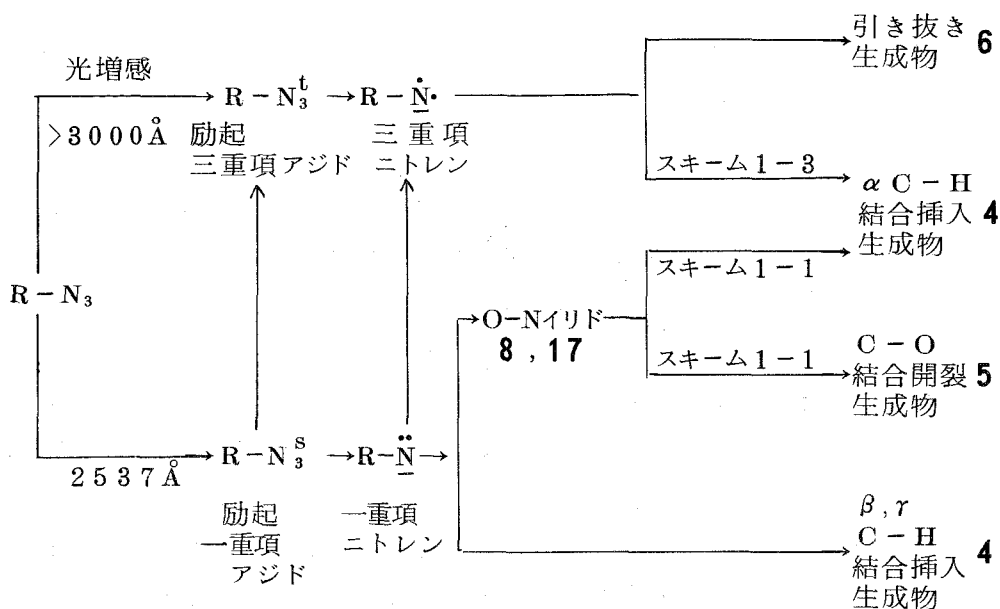 引き抜き 6
生成物
光増感
R－N₃ᵗ → R－Ṉ̇·
＞3000Å 励起 三重項
三重項アジド ニトレン
スキーム1－3
α C－H
結合挿入 4
生成物
スキーム1－1
R－N₃
O－Nイリド
8 , 17
スキーム1－1
C－O
結合開裂 5
生成物
2537Å
R－N₃ˢ → R－N̤̈
励起 一重項
一重項 ニトレン
アジド
β , γ
C－H
結合挿入 4
生成物